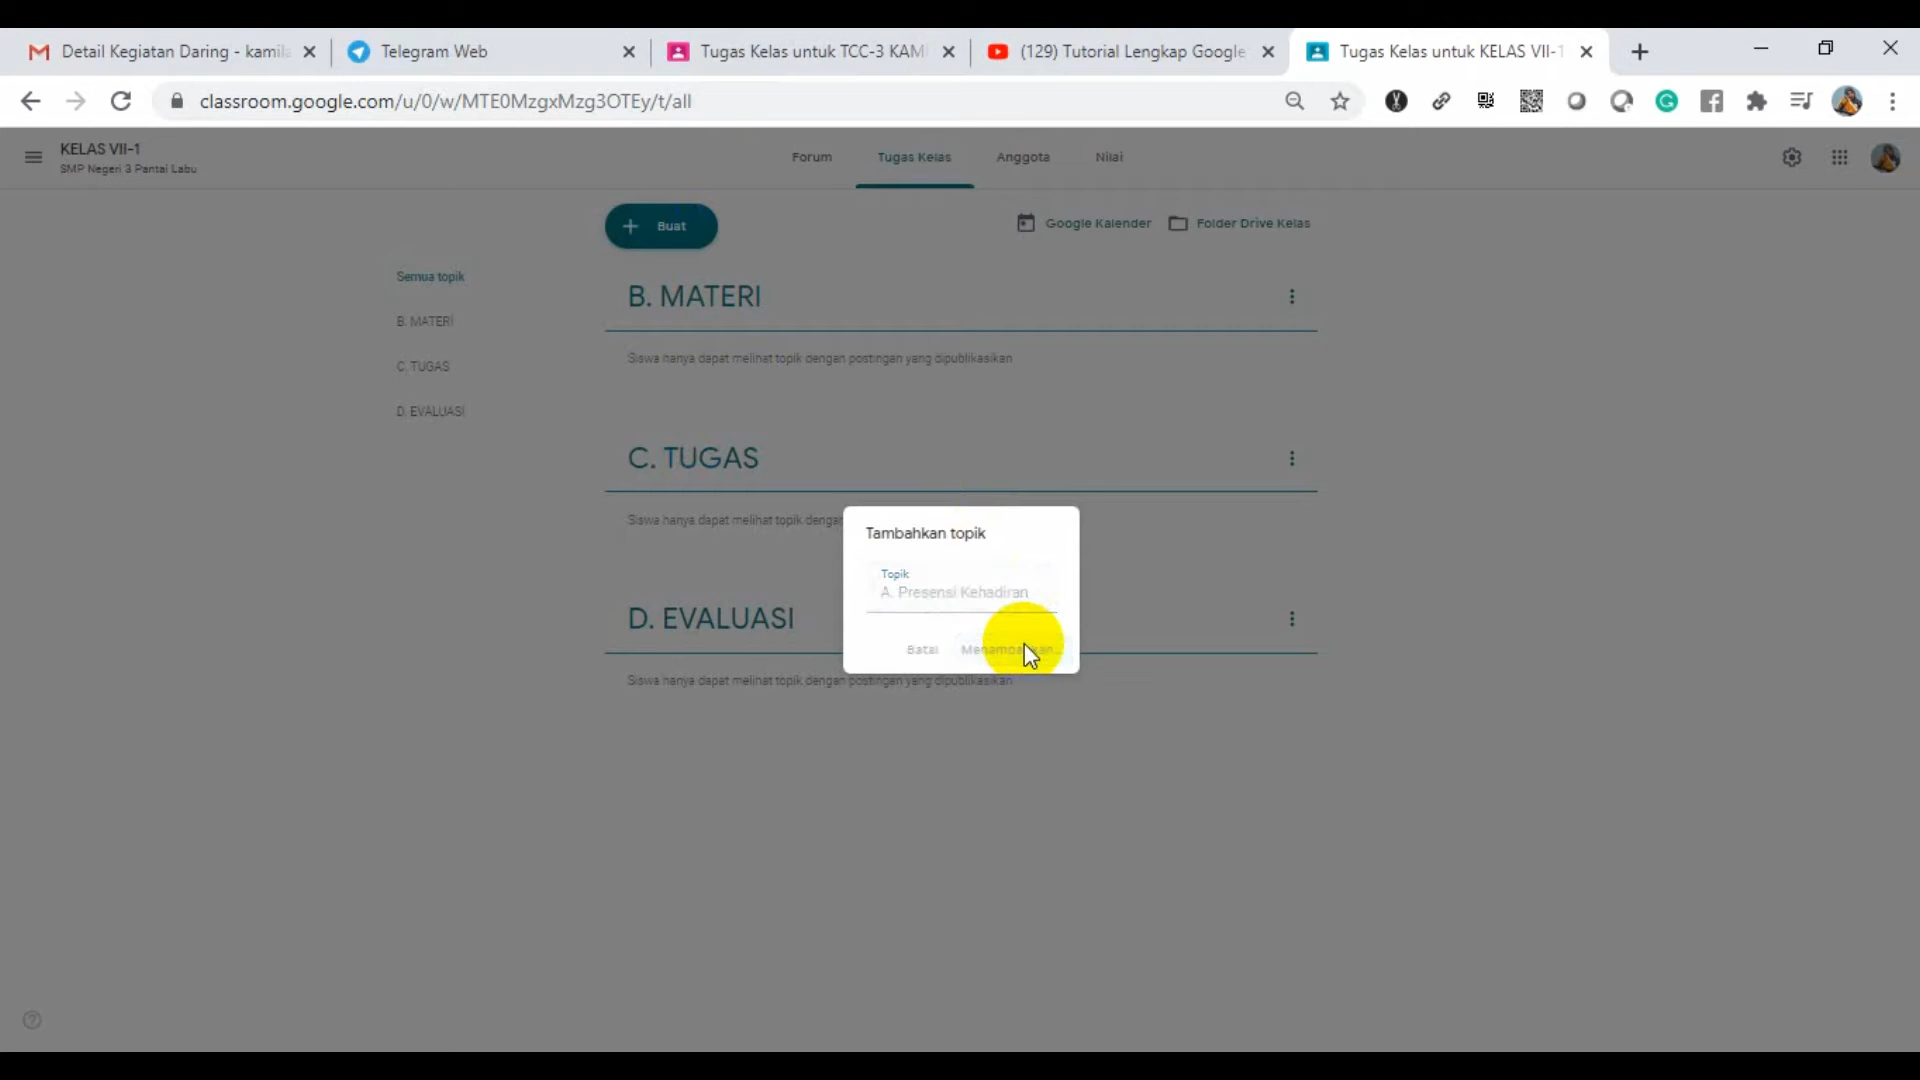 Detail Kegiatan Daring - kamila
Telegram Web
Tugas Kelas untuk TCC-3 KAMI
(129) Tutorial Lengkap Google
Tugas Kelas untuk KELAS VII-1
classroom.google.com/u/0/w/MTE0MzgxMzg3OTEy/t/all
KELAS VII-1
SMP Negeri 3 Pantai Labu
Forum
Tugas Kelas
Anggota
Nilai
Buat
Google Kalender
Folder Drive Kelas
Semua topik
B. MATERI
C. TUGAS
D. EVALUASI
B. MATERI
Siswa hanya dapat melihat topik dengan postingan yang dipublikasikan
C. TUGAS
Siswa hanya dapat melihat topik dengan
D. EVALUASI
Siswa hanya dapat melihat topik dengan postingan yang dipublikasikan
Tambahkan topik
Topik
A. Presensi Kehadiran
Batal